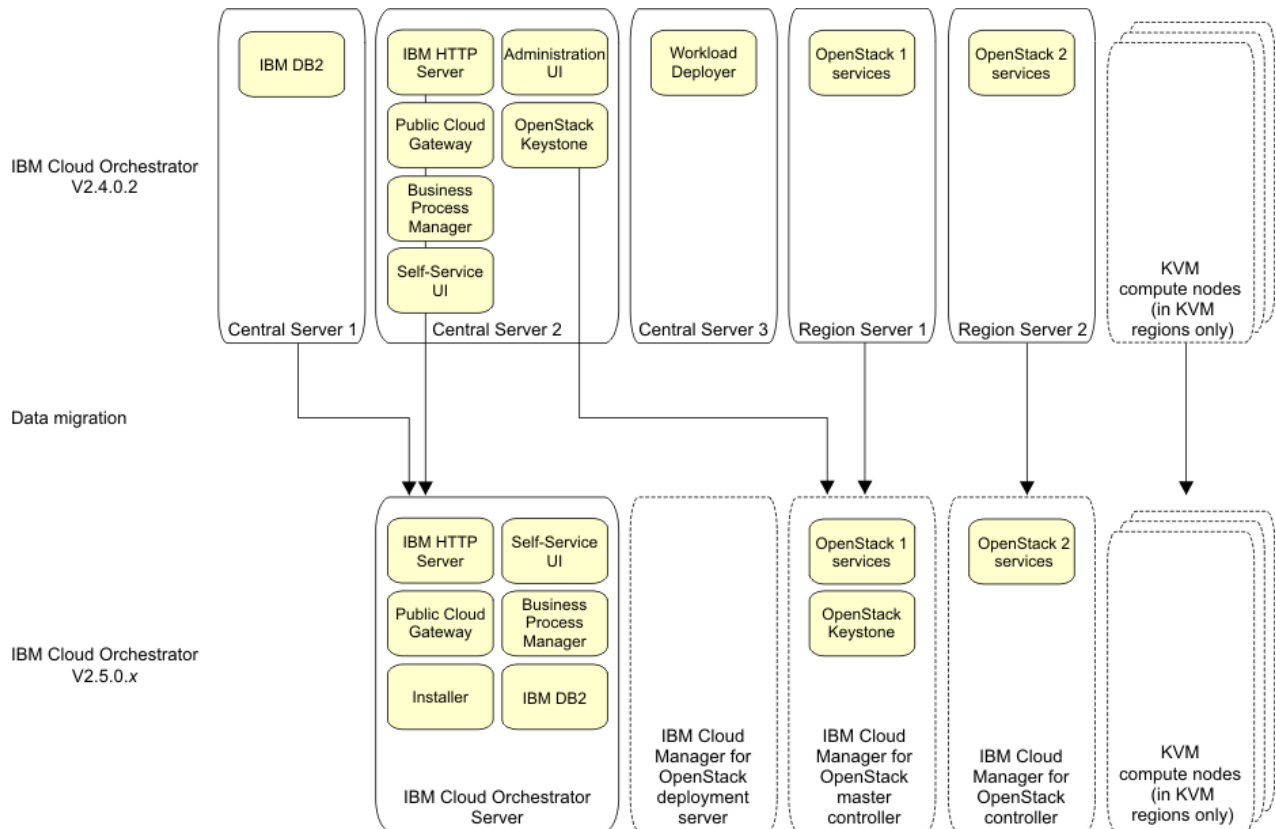 IBM Cloud Orchestrator
V2.4.0.2
IBM DB2
Central Server 1
IBM HTTP
Server
Administration
UI
Public Cloud
Gateway
OpenStack
Keystone
Business
Process
Manager
Self-Service
UI
Central Server 2
Workload
Deployer
Central Server 3
OpenStack 1
services
Region Server 1
OpenStack 2
services
Region Server 2
KVM
compute nodes
(in KVM
regions only)
Data migration
IBM Cloud Orchestrator
V2.5.0.x
IBM HTTP
Server
Self-Service
UI
Public Cloud
Gateway
Business
Process
Manager
Installer
IBM DB2
IBM Cloud Orchestrator
Server
IBM Cloud
Manager for
OpenStack
deployment
server
OpenStack 1
services
OpenStack
Keystone
IBM Cloud
Manager for
OpenStack
master
controller
OpenStack 2
services
IBM Cloud
Manager for
OpenStack
controller
KVM
compute nodes
(in KVM
regions only)